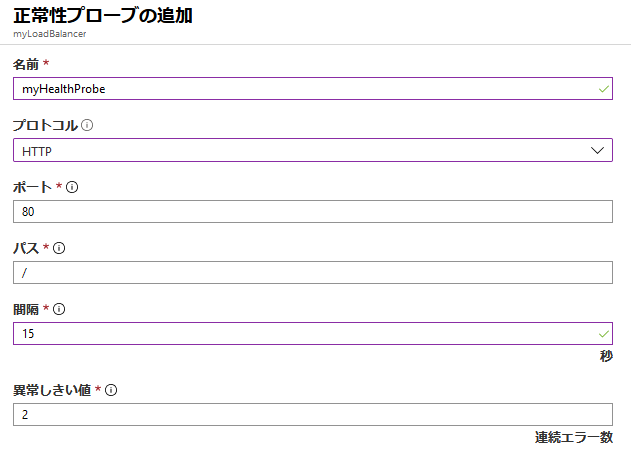 正常性プローブの追加
myLoadBalancer
名前 *
myHealthProbe
プロトコル
HTTP
ポート *
80
パス *
/
間隔 *
15
秒
異常しきい値 *
2
連続エラー数